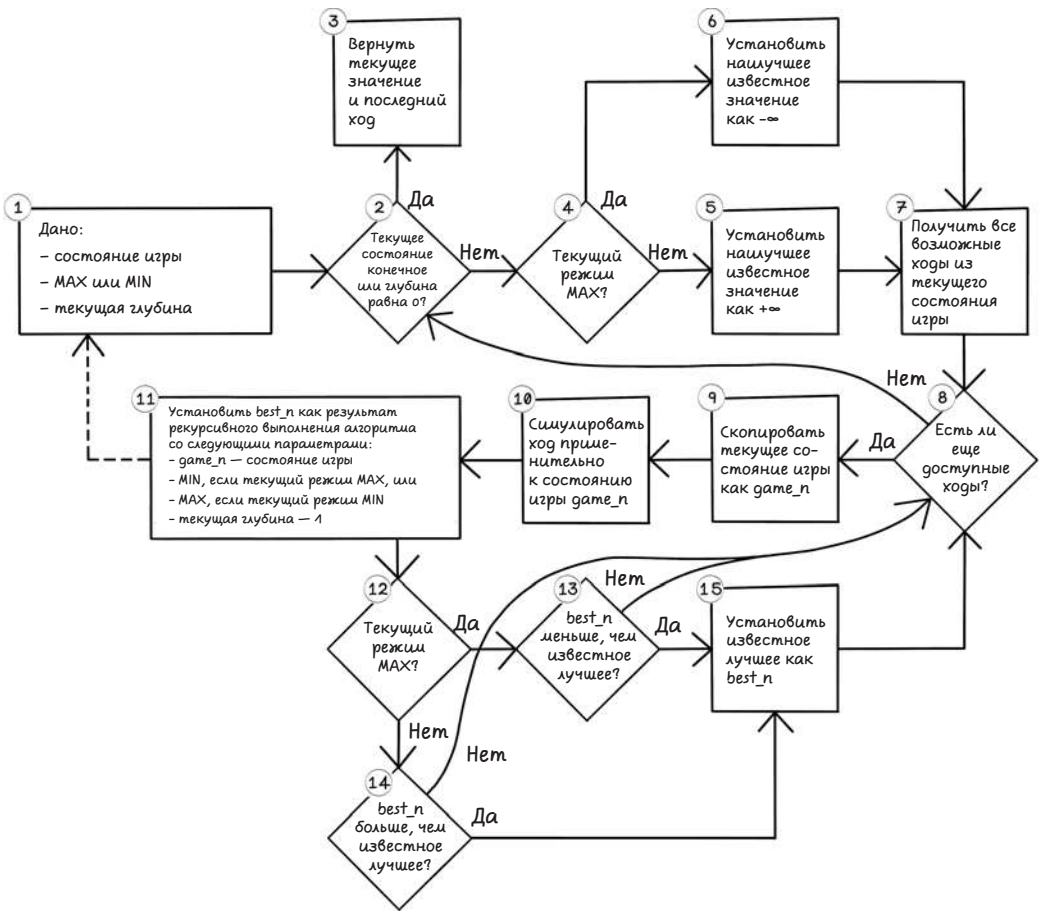 3
Вернуть
текущее
значение
и последний
ход
6
Установить
наилучшее
известное
значение
как -∞
1
Дано:
– состояние игры
– MAX или MIN
– текущая глубина
2
Да
Текущее
состояние
конечное
или глубина
равна 0?
Нет
4
Да
Текущий
режим
MAX?
Нет
5
Установить
наилучшее
известное
значение
как +∞
7
Получить все
возможные
ходы из
текущего
состояния
игры
11
Установить best_n как результат
рекурсивного выполнения алгоритма
со следующими параметрами:
- game_n — состояние игры
- MIN, если текущий режим MAX, или
- MAX, если текущий режим MIN
- текущая глубина — 1
10
Симулировать
ход приме-
нительно
к состоянию
игры game_n
9
Скопировать
текущее со-
стояние игры
как game_n
Нет
8
Да
Есть ли
еще
доступные
ходы?
12
Текущий
режим
MAX?
Да
Нет
13
Нет
best_n
меньше, чем
известное
лучшее?
Да
15
Установить
известное
лучшее как
best_n
14
Нет
best_n
больше, чем
известное
лучшее?
Да